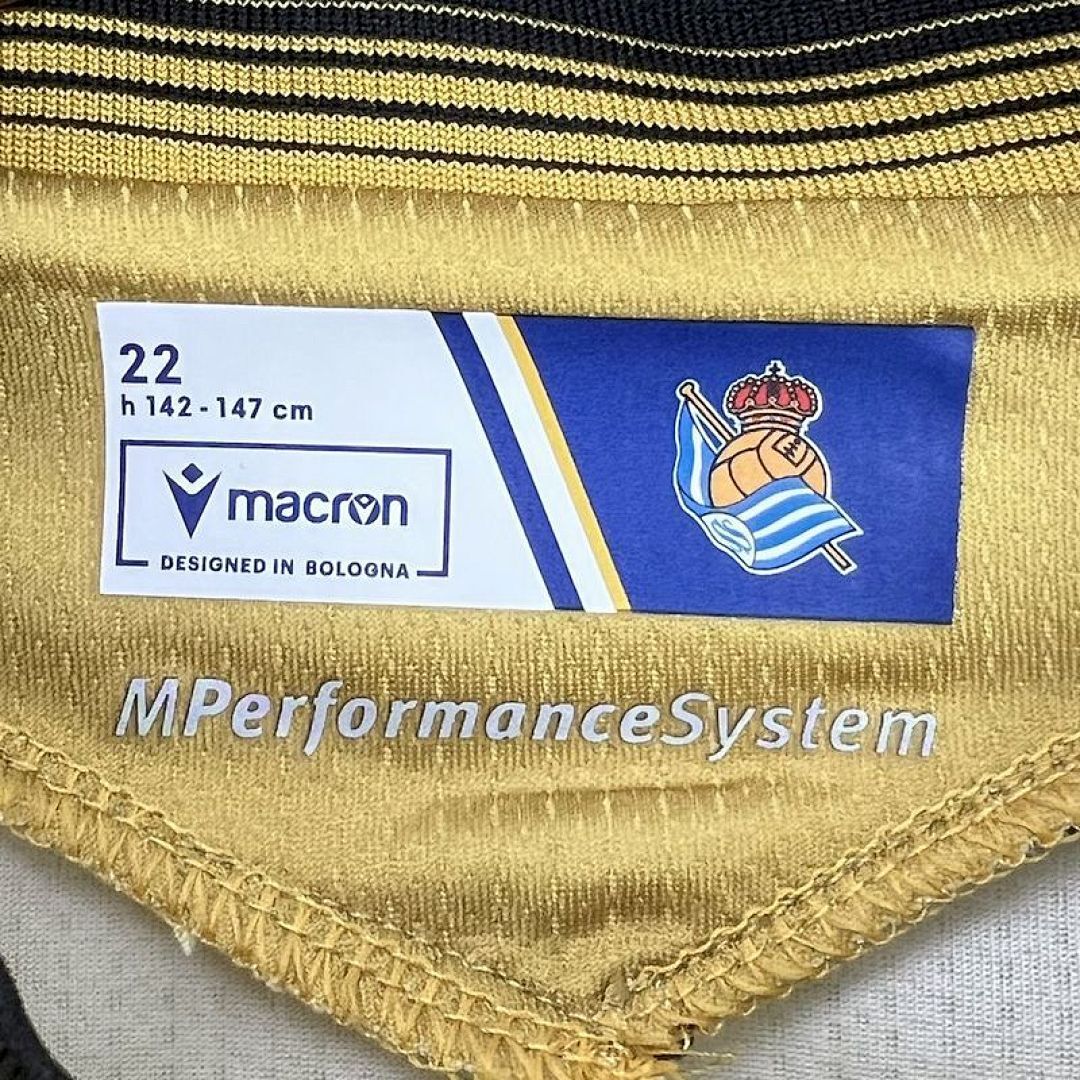 22
h 142 - 147 cm
macron
DESIGNED IN BOLOGNA
MPerformanceSystem